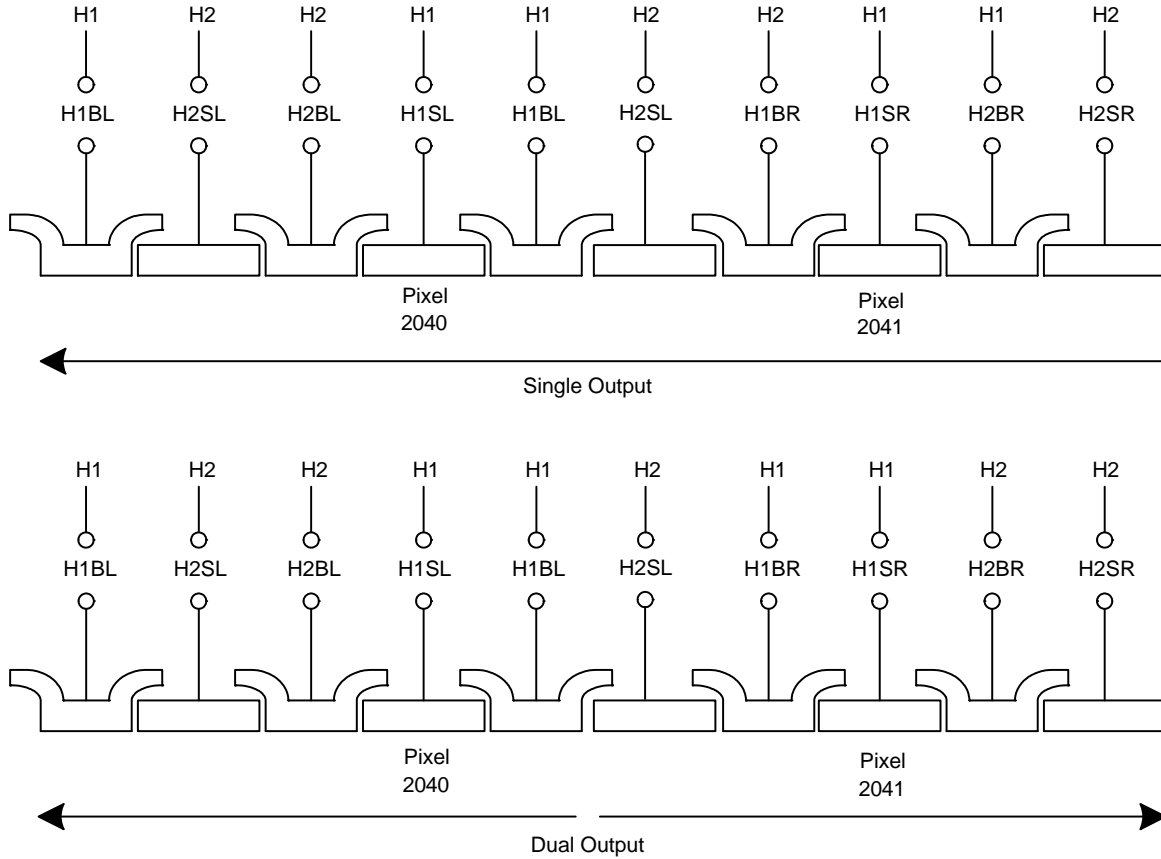 H1 H2 H2 H1 H1 H2 H2 H1 H1 H2
H1BL H2SL H2BL H1SL H1BL H2SL H1BR H1SR H2BR H2SR
Pixel Pixel
2040 2041
Single Output
H1 H2 H2 H1 H1 H2 H1 H1 H2 H2
H1BL H2SL H2BL H1SL H1BL H2SL H1BR H1SR H2BR H2SR
Pixel Pixel
2040 2041
Dual Output